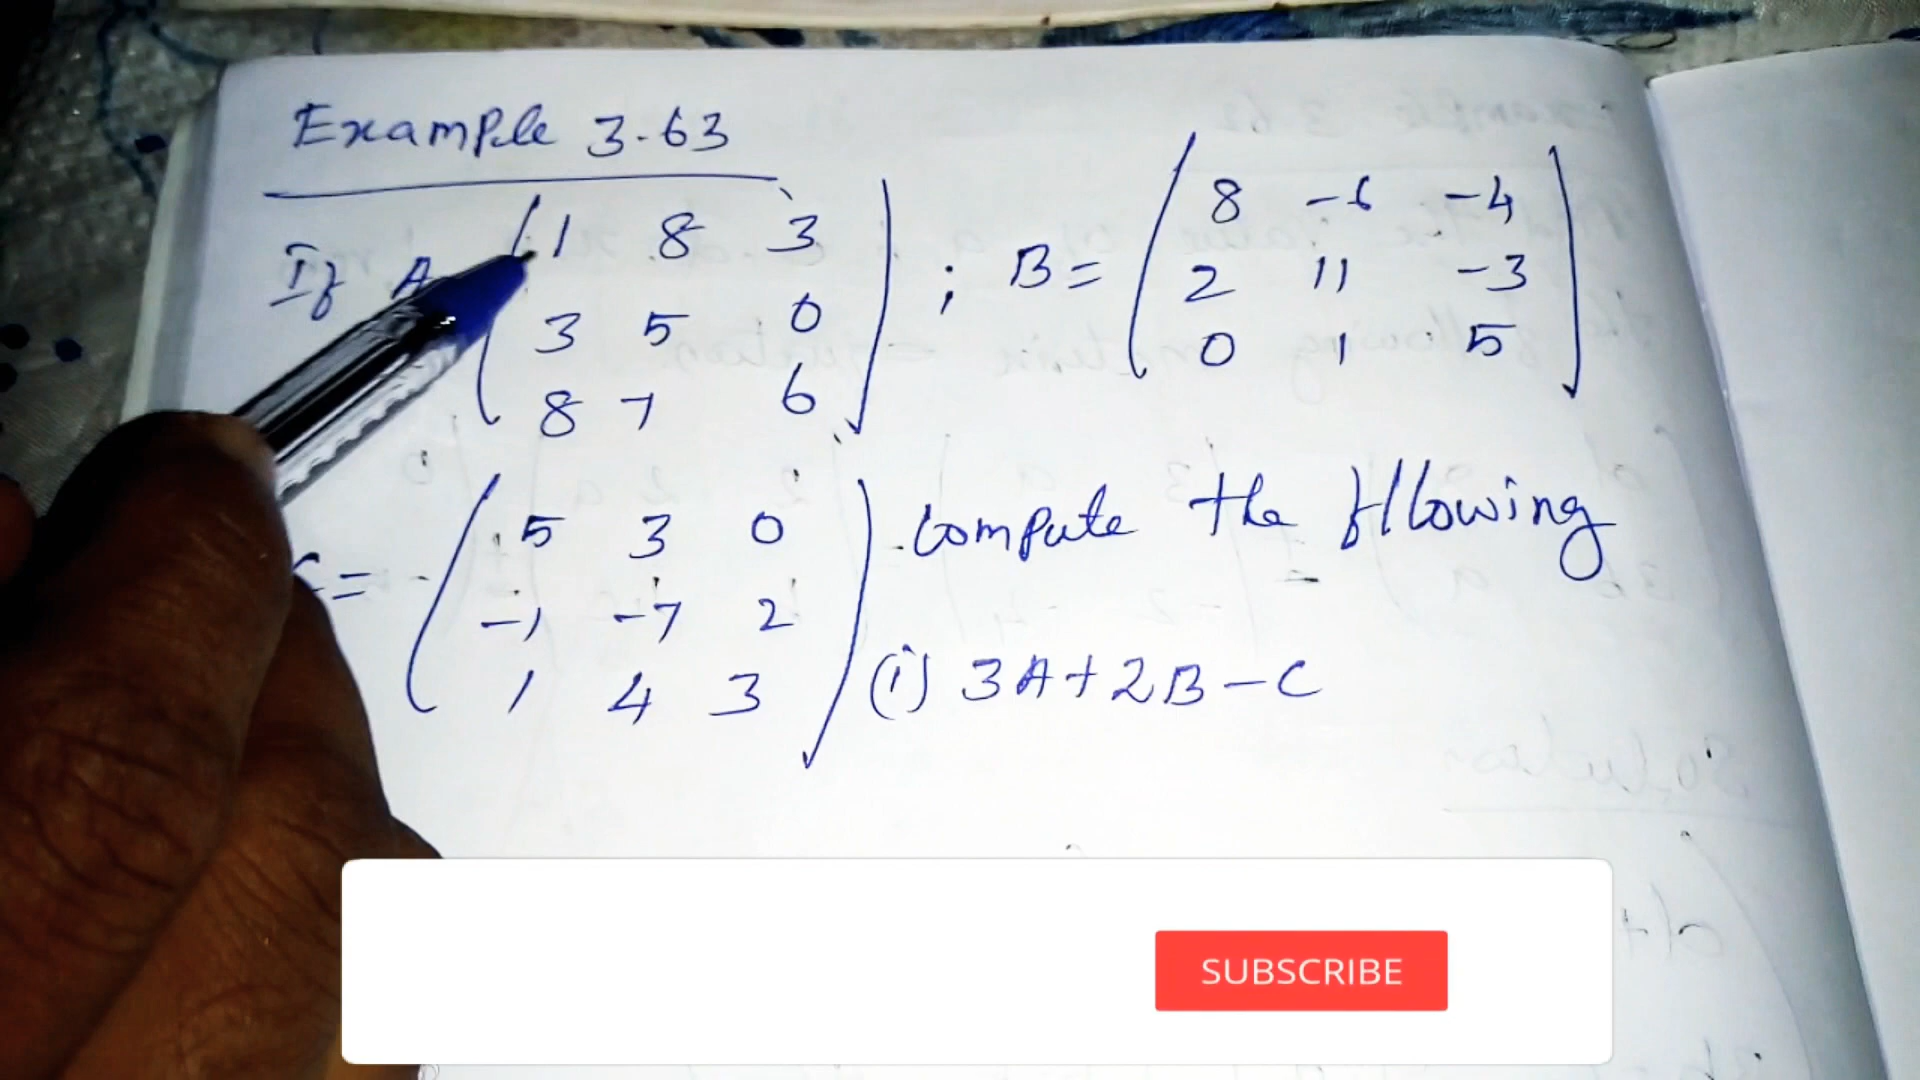 Example 3.63
If A ( 1 8 3 ) ; B = ( 8 -6 -4 )
( 3 5 0 ) ( 2 11 -3 )
( 8 7 6 ) ( 0 1 5 )
C = ( 5 3 0 ) . compute the following
( -1 -7 2 )
( 1 4 3 ) (i) 3A+2B-C
SUBSCRIBE